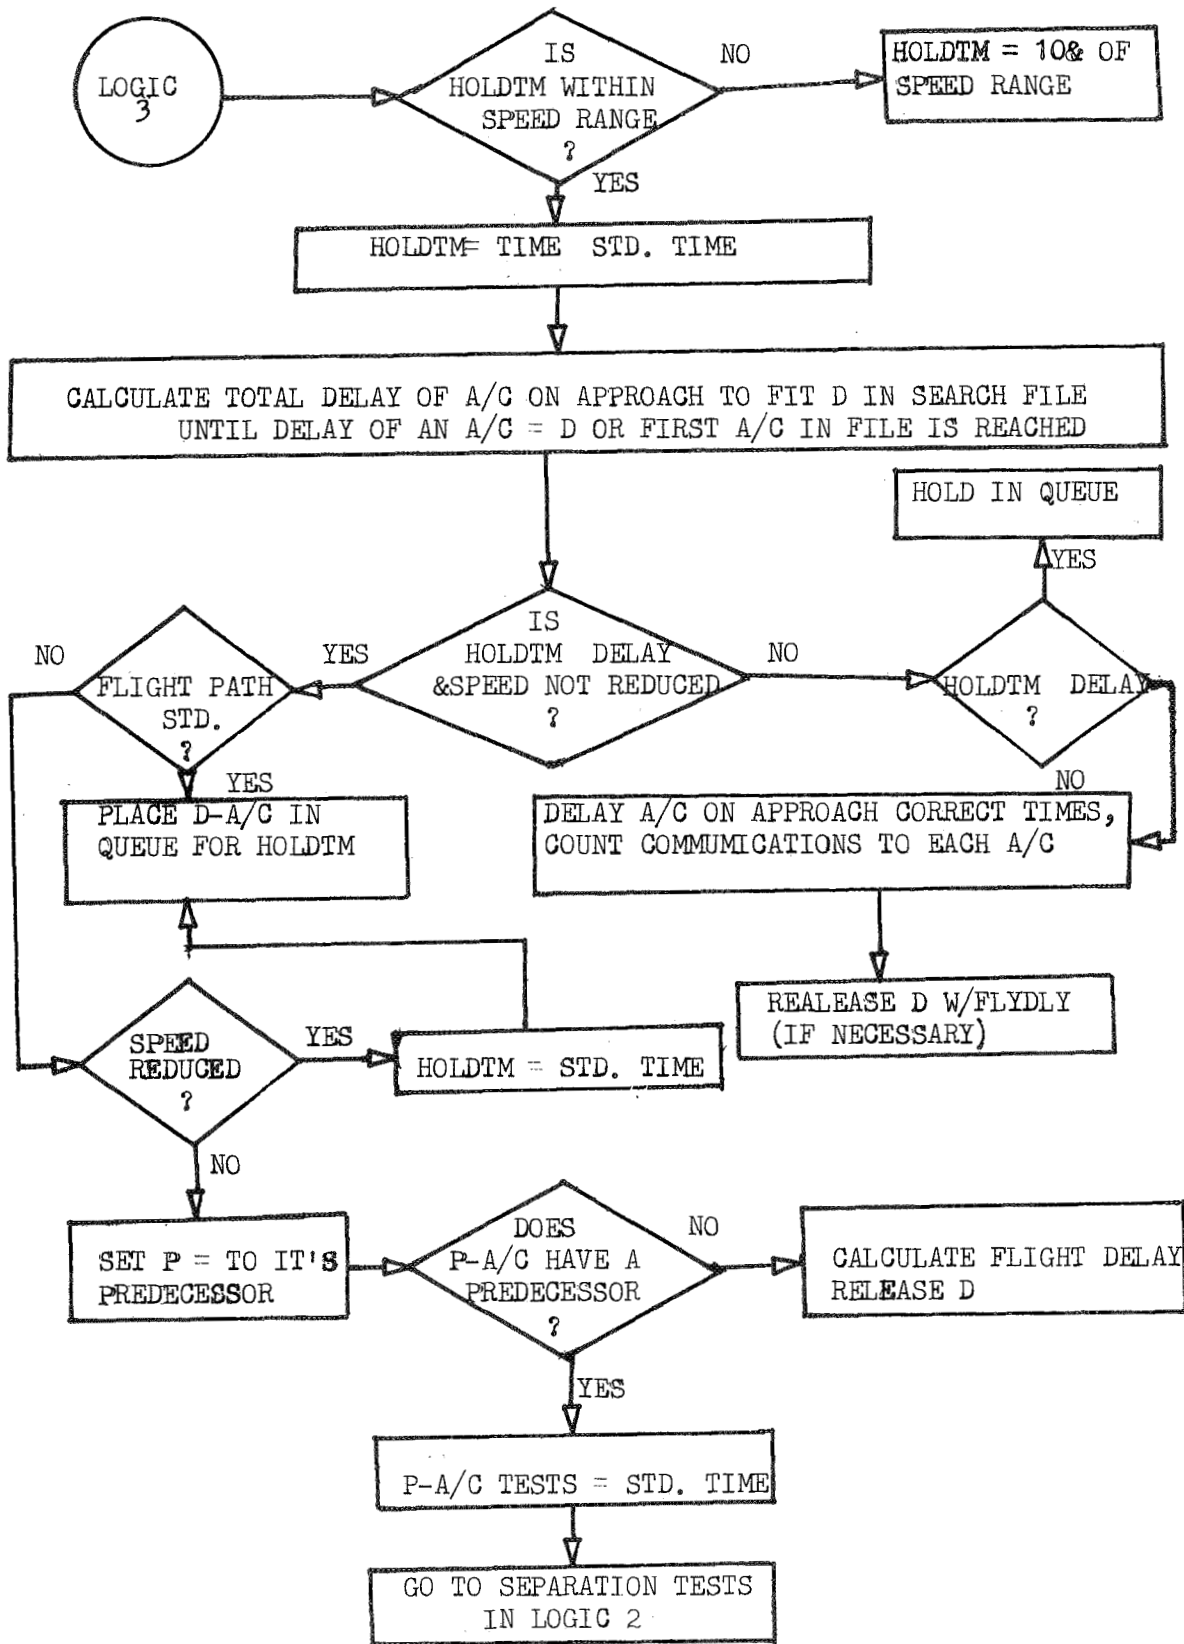 LOGIC
3
IS
HOLDTM WITHIN
SPEED RANGE
?
NO
HOLDTM = 10& OF
SPEED RANGE
YES
HOLDTM= TIME STD. TIME
CALCULATE TOTAL DELAY OF A/C ON APPROACH TO FIT D IN SEARCH FILE
UNTIL DELAY OF AN A/C = D OR FIRST A/C IN FILE IS REACHED
HOLD IN QUEUE
YES
IS
HOLDTM DELAY
&SPEED NOT REDUCED
?
YES
NO
NO
FLIGHT PATH
STD.
?
HOLDTM DELAY
?
YES
NO
PLACE D-A/C IN
QUEUE FOR HOLDTM
DELAY A/C ON APPROACH CORRECT TIMES,
COUNT COMMUMICATIONS TO EACH A/C
REALEASE D W/FLYDLY
(IF NECESSARY)
SPEED
REDUCED
?
YES
HOLDTM = STD. TIME
NO
SET P = TO IT'S
PREDECESSOR
DOES
P-A/C HAVE A
PREDECESSOR
?
NO
CALCULATE FLIGHT DELAY
RELEASE D
YES
P-A/C TESTS = STD. TIME
GO TO SEPARATION TESTS
IN LOGIC 2